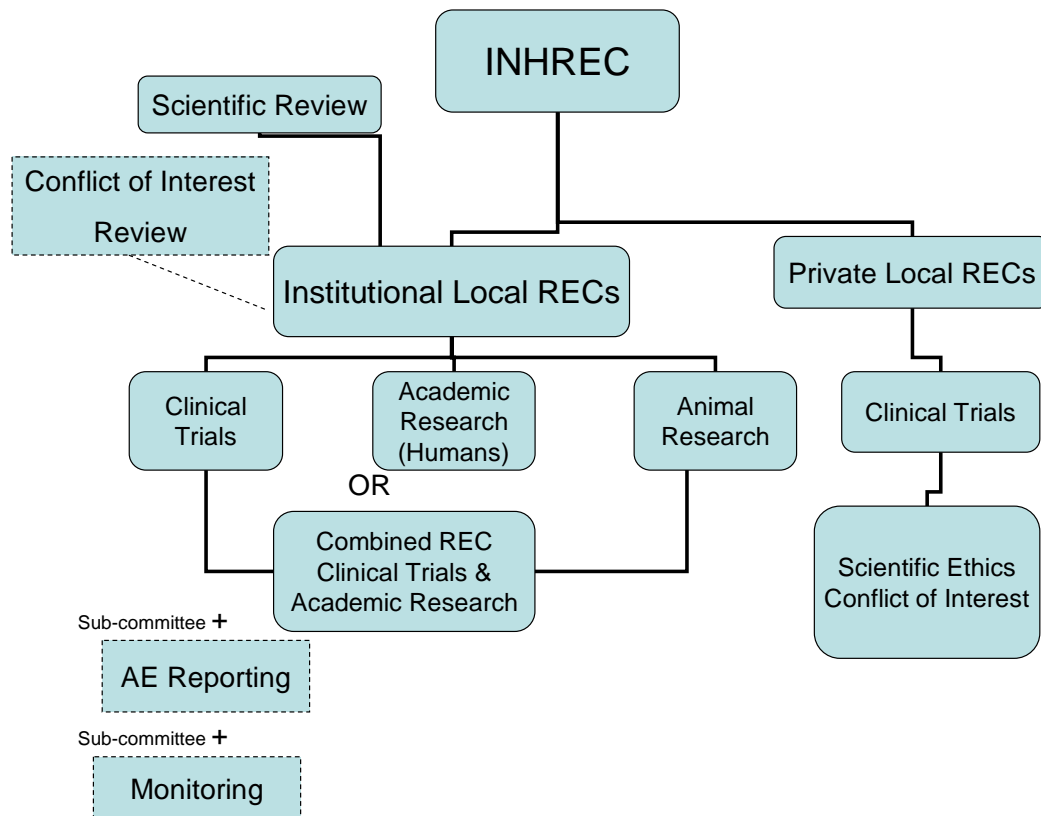 INHREC
Scientific Review
Conflict of Interest
Review
Institutional Local RECs
Private Local RECs
Clinical
Trials
Academic
Research
(Humans)
Animal
Research
Clinical Trials
OR
Combined REC
Clinical Trials &
Academic Research
Scientific Ethics
Conflict of Interest
Sub-committee +
AE Reporting
Sub-committee +
Monitoring